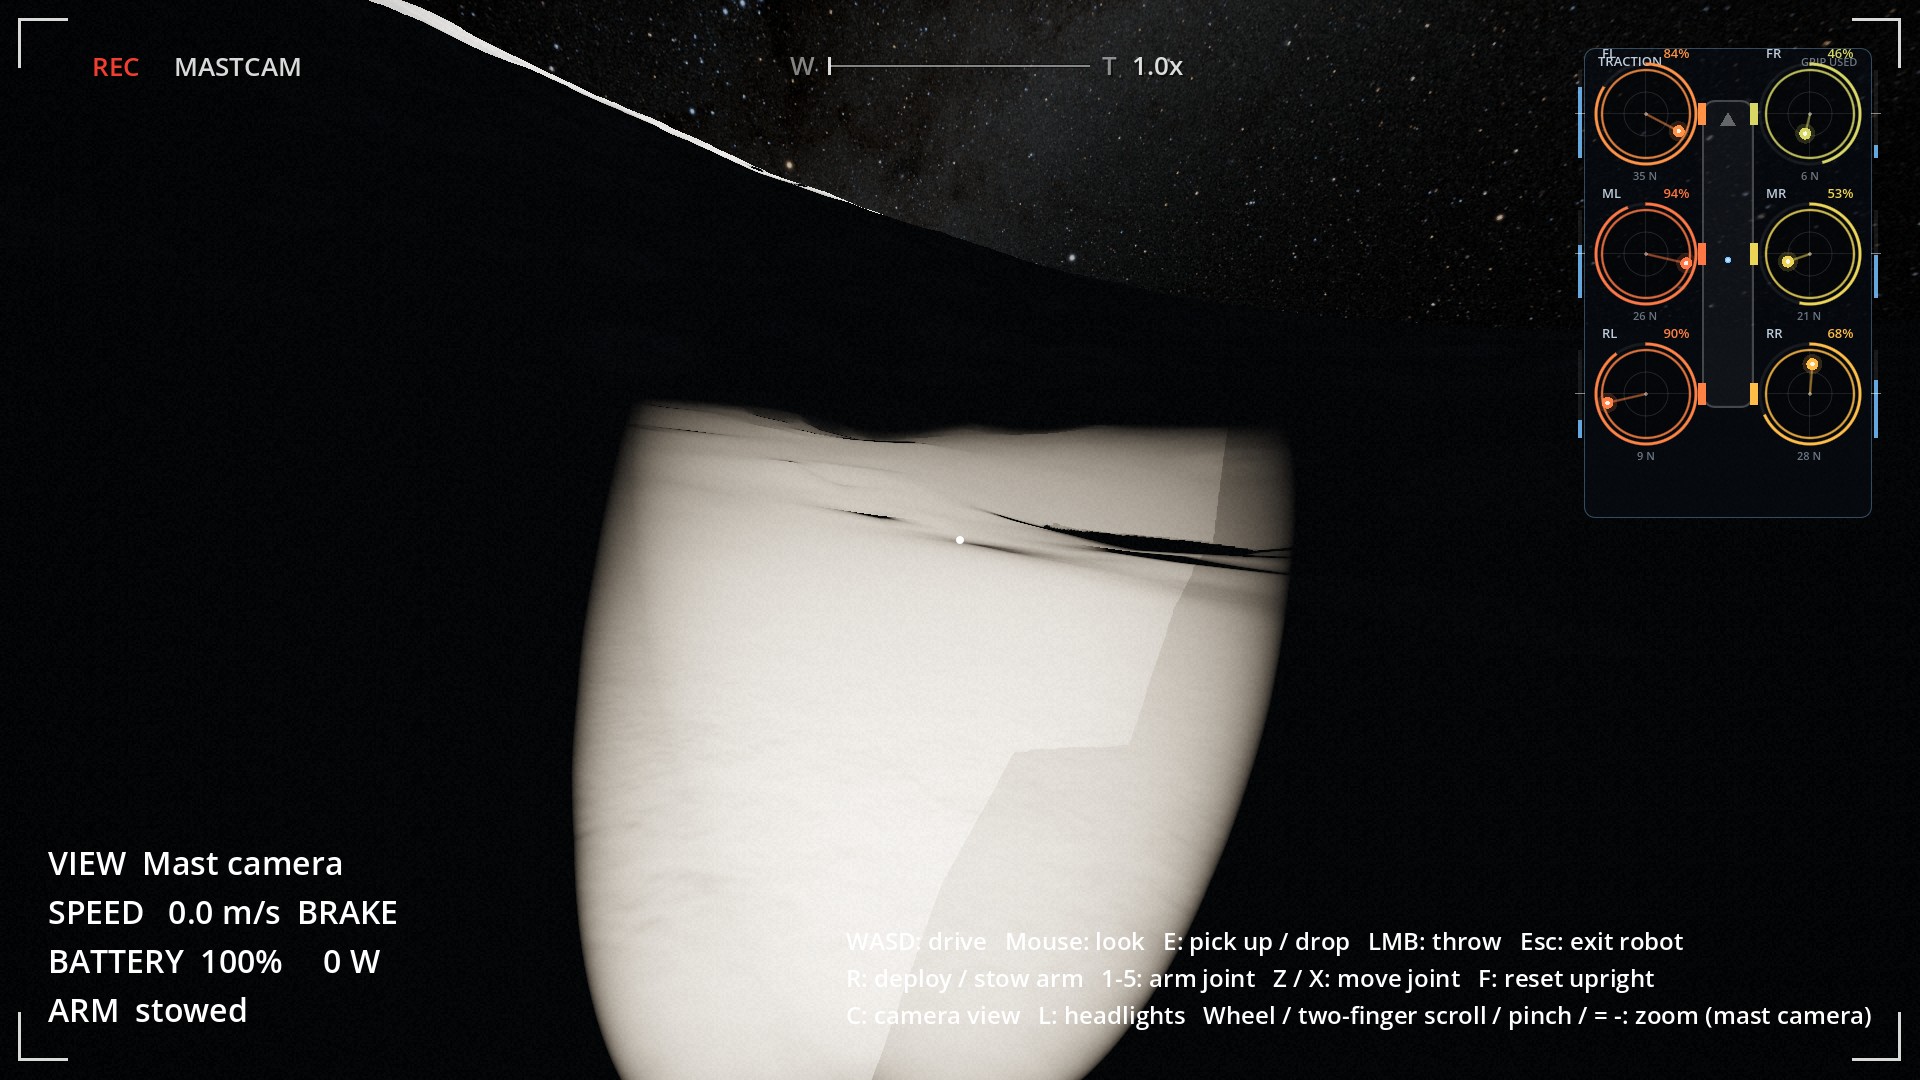 REC MASTCAM
W T 1.0x
TRACTION GRIP USED
FL 84% FR 46%
35 N 6 N
ML 94% MR 53%
26 N 21 N
RL 90% RR 68%
9 N 28 N
VIEW Mast camera
SPEED 0.0 m/s BRAKE
BATTERY 100% 0 W
ARM stowed
WASD: drive Mouse: look E: pick up / drop LMB: throw Esc: exit robot
R: deploy / stow arm 1-5: arm joint Z / X: move joint F: reset upright
C: camera view L: headlights Wheel / two-finger scroll / pinch / = -: zoom (mast camera)